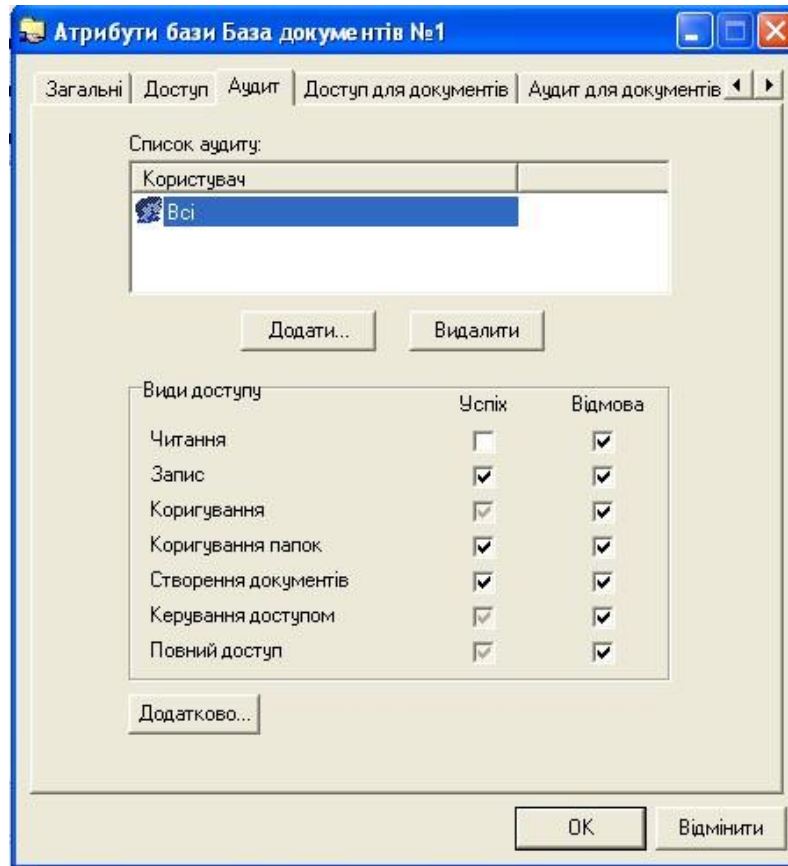 Атрибути бази База документів №1
Загальні Доступ Аудит Доступ для документів Аудит для документів
Список аудиту:
Користувач
Всі
Додати... Видалити
Види доступу Успіх Відмова
Читання
Запис
Коригування
Коригування папок
Створення документів
Керування доступом
Повний доступ
Додатково...
OK Відмінити